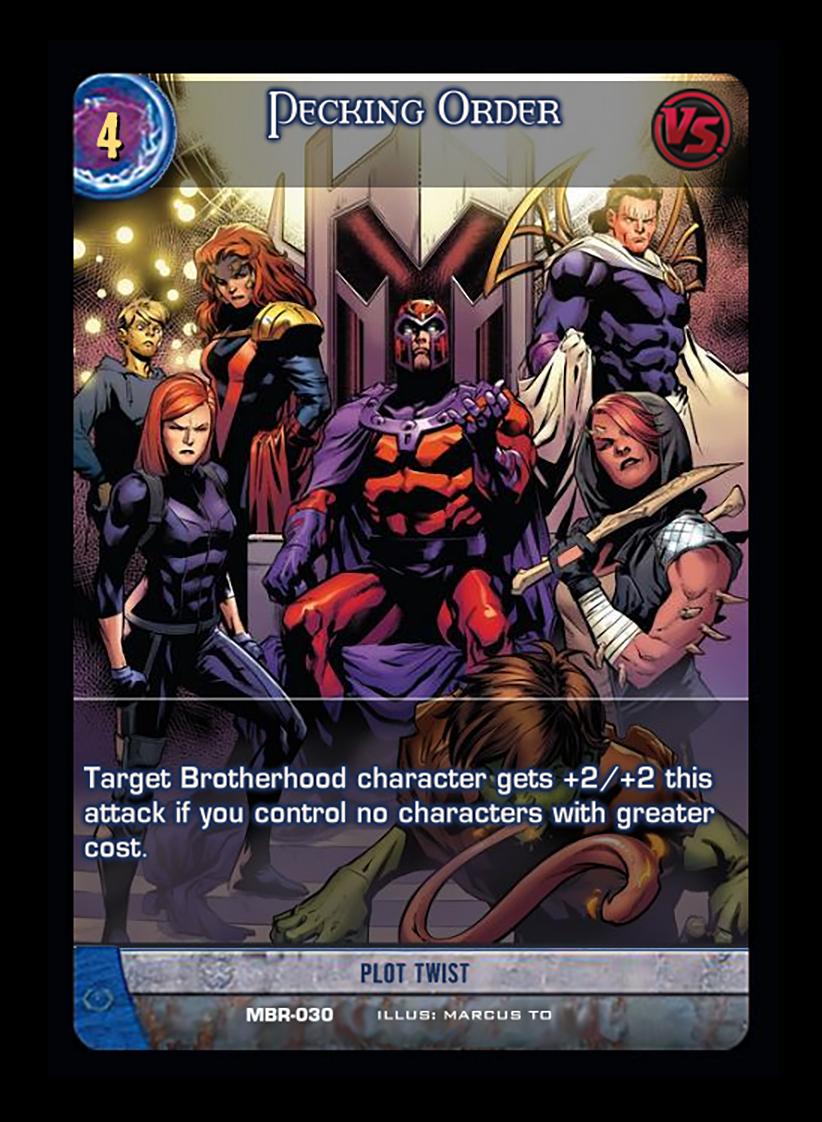 Pecking Order
4
VS.
Target Brotherhood character gets +2/+2 this
attack if you control no characters with greater
cost.
PLOT TWIST
MBR-030 ILLUS: MARCUS TO